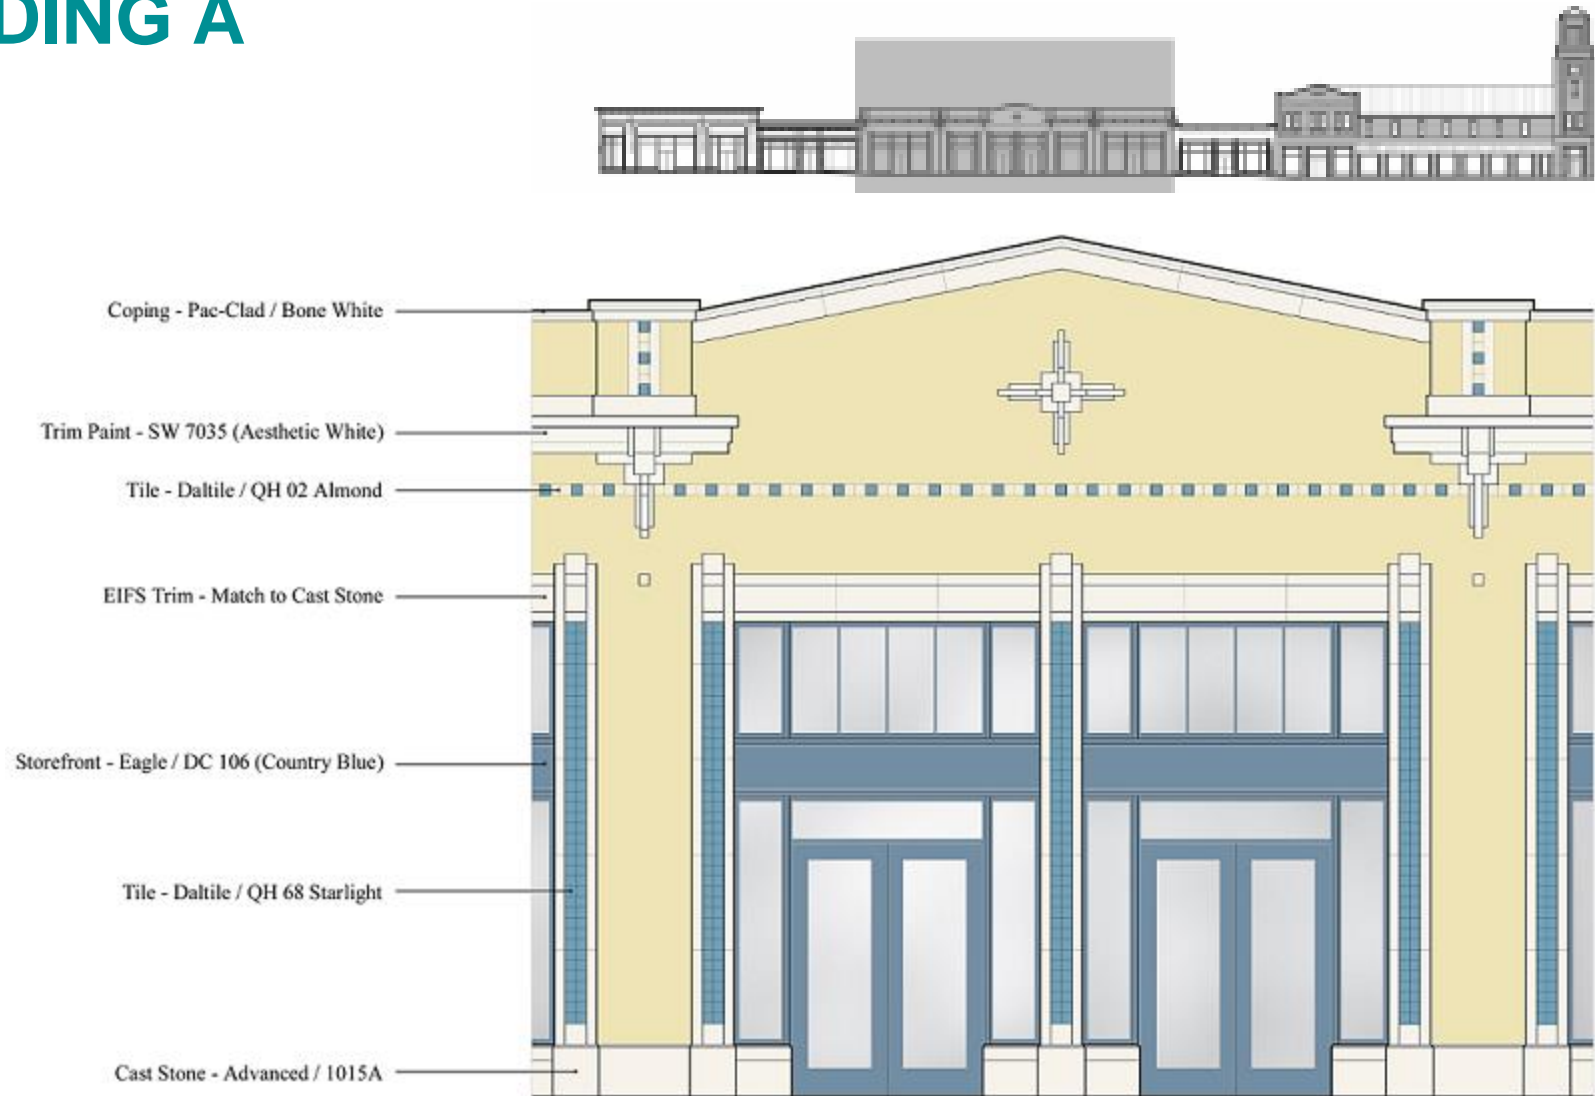 DING A
Coping - Pac-Clad / Bone White
Trim Paint - SW 7035 (Aesthetic White)
Tile - Daltile / QH 02 Almond
EIFS Trim - Match to Cast Stone
Storefront - Eagle / DC 106 (Country Blue)
Tile - Daltile / QH 68 Starlight
Cast Stone - Advanced / 1015A